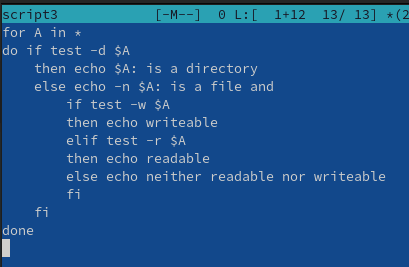 script3 [-M--] 0 L:[ 1+12 13/ 13] *(2
for A in *
do if test -d $A
then echo $A: is a directory
else echo -n $A: is a file and
if test -w $A
then echo writeable
elif test -r $A
then echo readable
else echo neither readable nor writeable
fi
fi
done